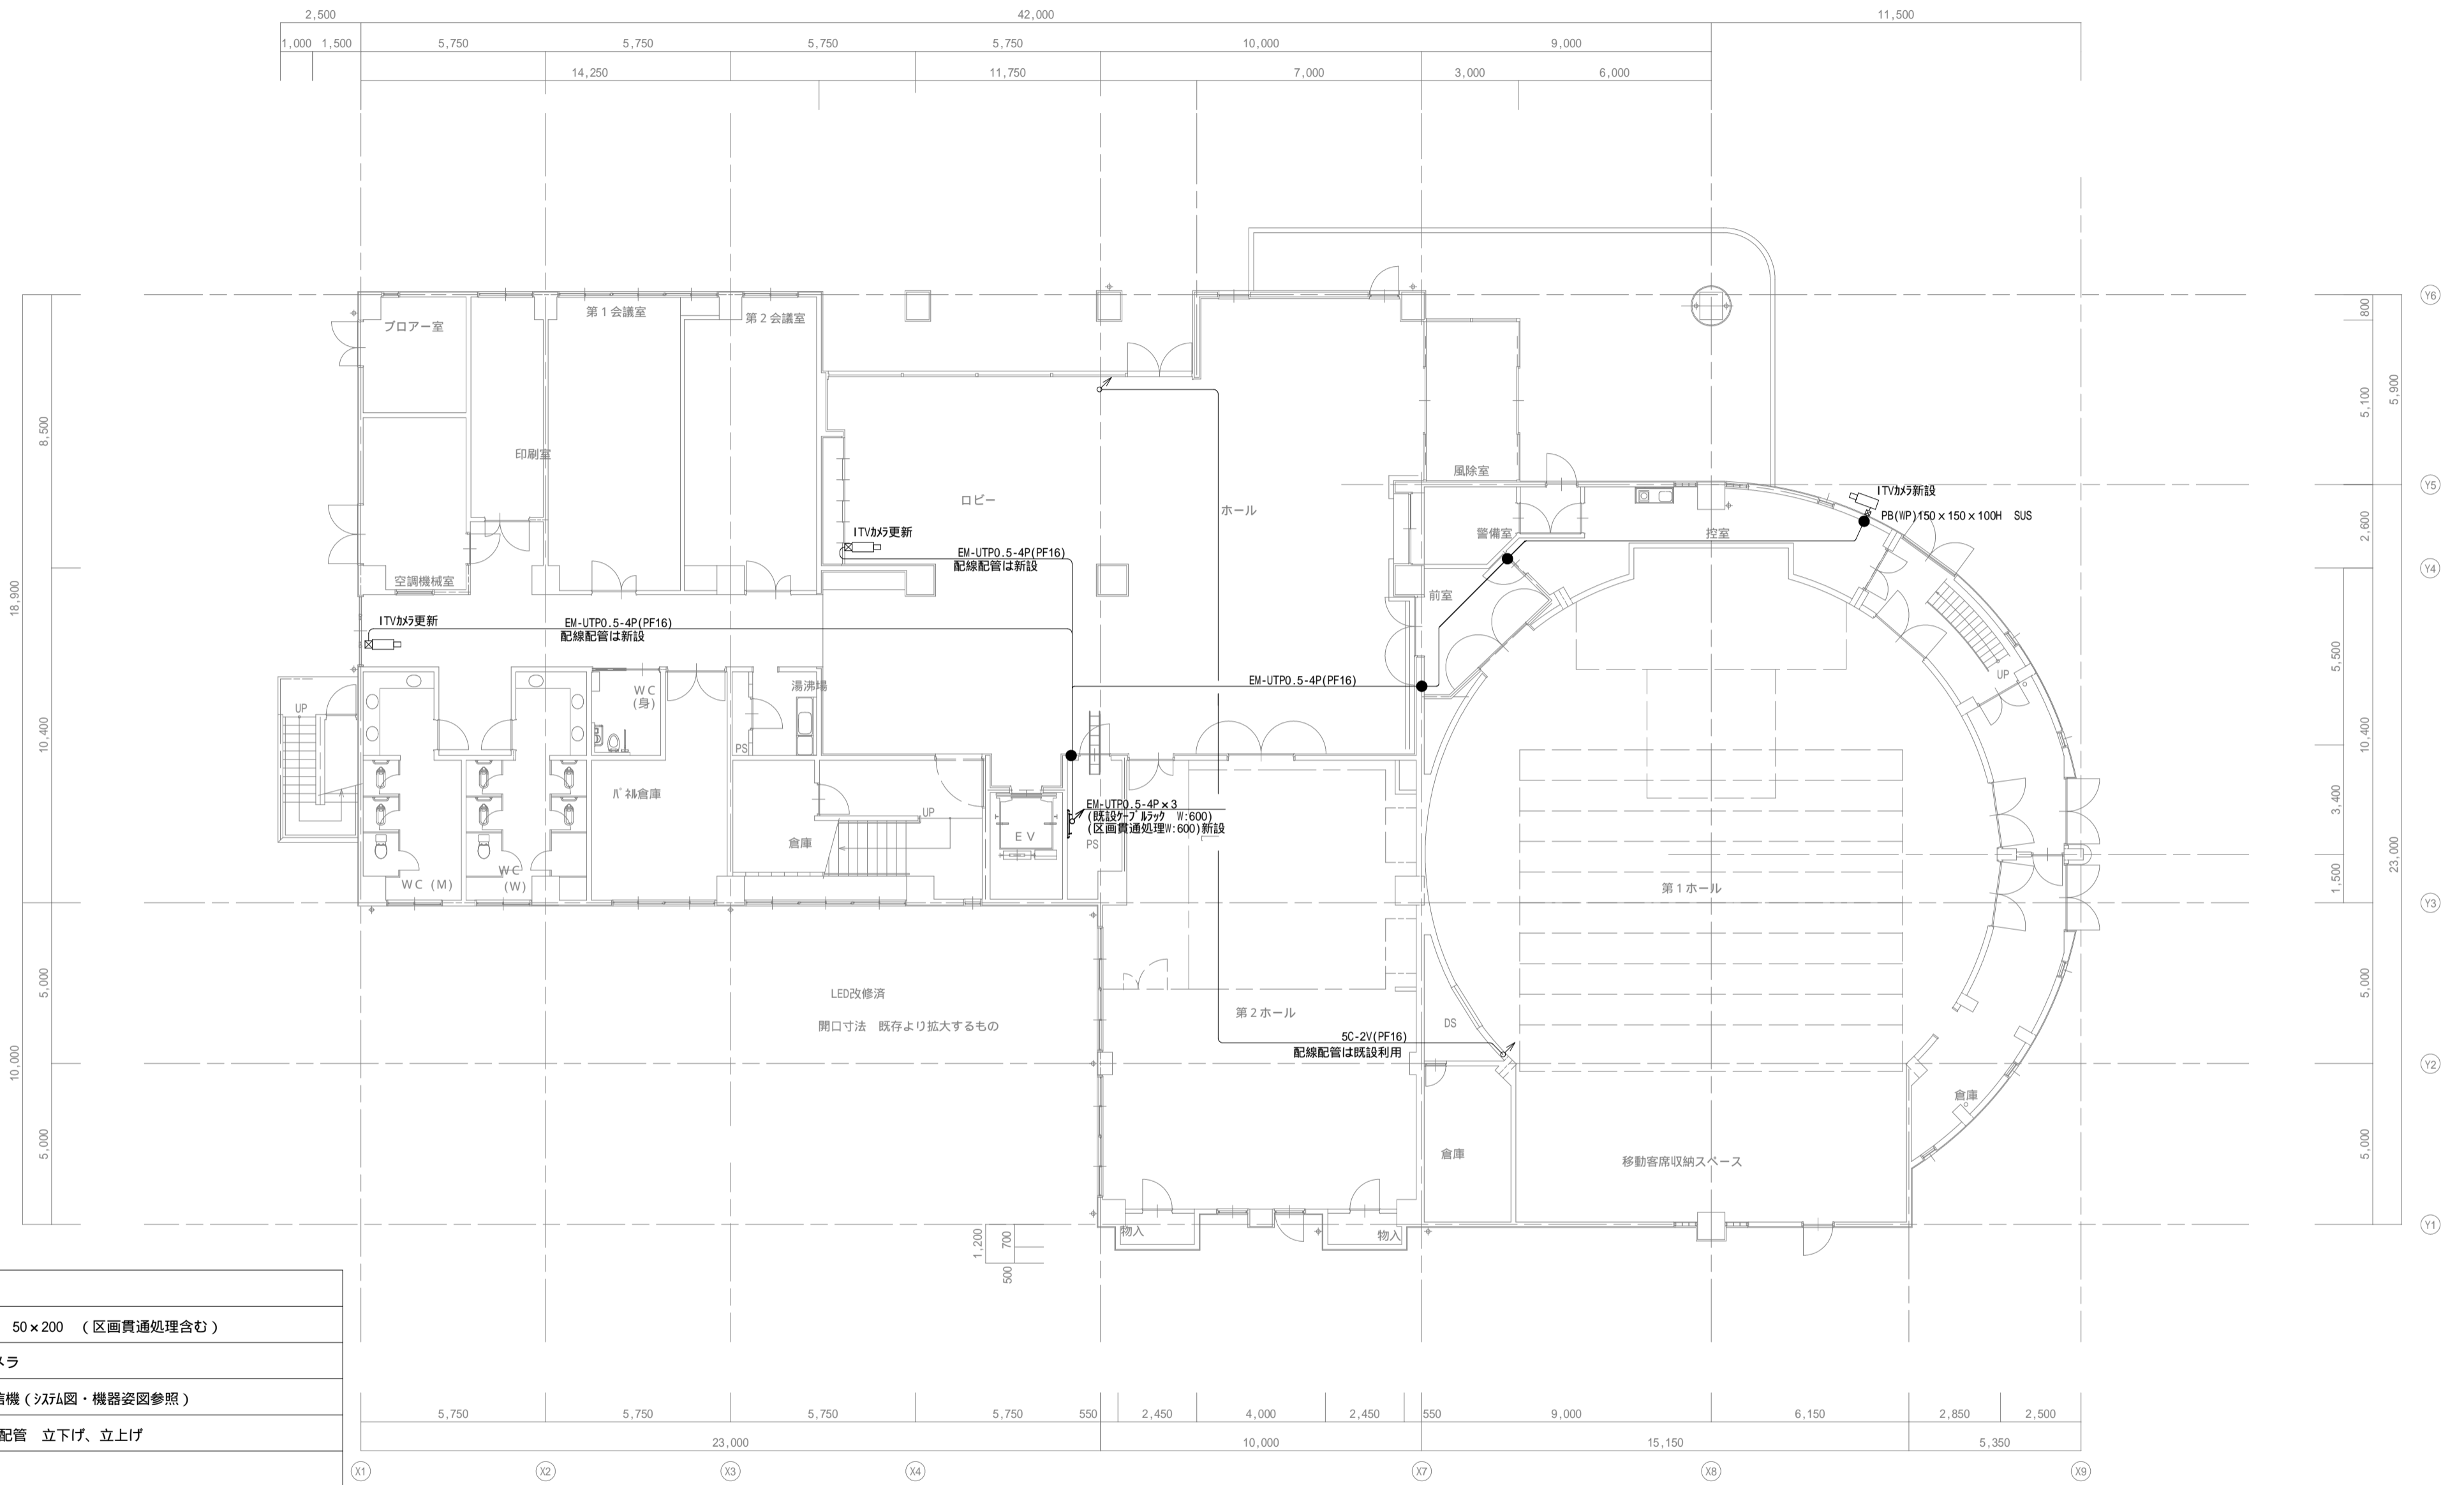 2,500
42,000
11,500
1,000 1,500 5,750 5,750 5,750 5,750 10,000 9,000
14,250 11,750 7,000 3,000 6,000
Y6
800
ブロアー室
第1会議室
第2会議室
5,100
5,900
8,500
印刷室
風除室
ロビー
ホール
ITVカメラ新設
Y5
PB(WP)150×150×100H SUS
ITVカメラ更新
警備室
控室
2,600
EM-UTP0.5-4P(PF16)
配線配管は新設
Y4
空調機械室
前室
18,900
ITVカメラ更新
EM-UTP0.5-4P(PF16)
配線配管は新設
5,500
UP
EM-UTP0.5-4P(PF16)
WC
(身)
湯沸場
UP
10,400
PS
10,400
パネル倉庫
3,400
UP
EM-UTP0.5-4P×3
(既設ケーブルラック W:600)
(区画貫通処理W:600)新設
EV
倉庫
PS
23,000
WC
(W)
WC (M)
第1ホール
1,500
Y3
5,000
LED改修済
開口寸法 既存より拡大するもの
第2ホール
DS
5,000
5C-2V(PF16)
配線配管は既設利用
10,000
Y2
倉庫
5,000
倉庫
移動客席収納スペース
5,000
物入
物入
Y1
1,200
700
500
50×200 (区画貫通処理含む)
メラ
信機(システム図・機器姿図参照)
配管 立下げ、立上げ
5,750 5,750 5,750 5,750 550 2,450 4,000 2,450 550 9,000 6,150 2,850 2,500
23,000 10,000 15,150 5,350
X1 X2 X3 X4 X7 X8 X9